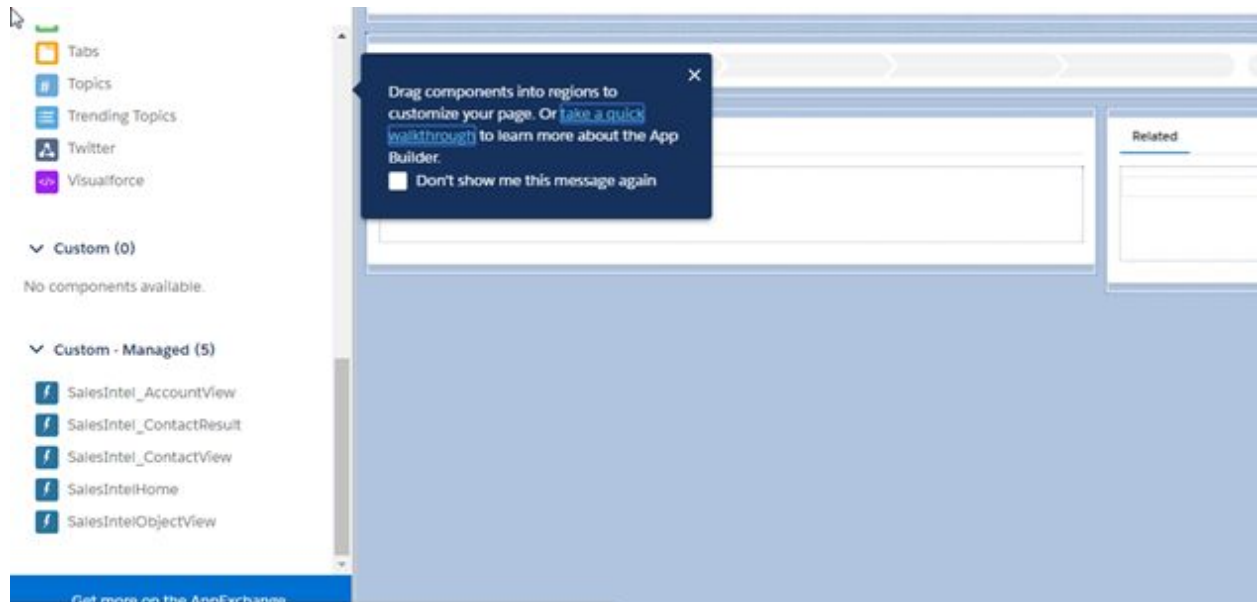 Tabs
Topics
Trending Topics
Twitter
Visualforce
Custom (0)
No components available.
Custom - Managed (5)
SalesIntel_AccountView
SalesIntel_ContactResult
SalesIntel_ContactView
SalesIntelHome
SalesIntelObjectView
Get more on the AppExchange
Drag components into regions to
customize your page. Or take a quick
walkthrough to learn more about the App
Builder.
Don't show me this message again
Related